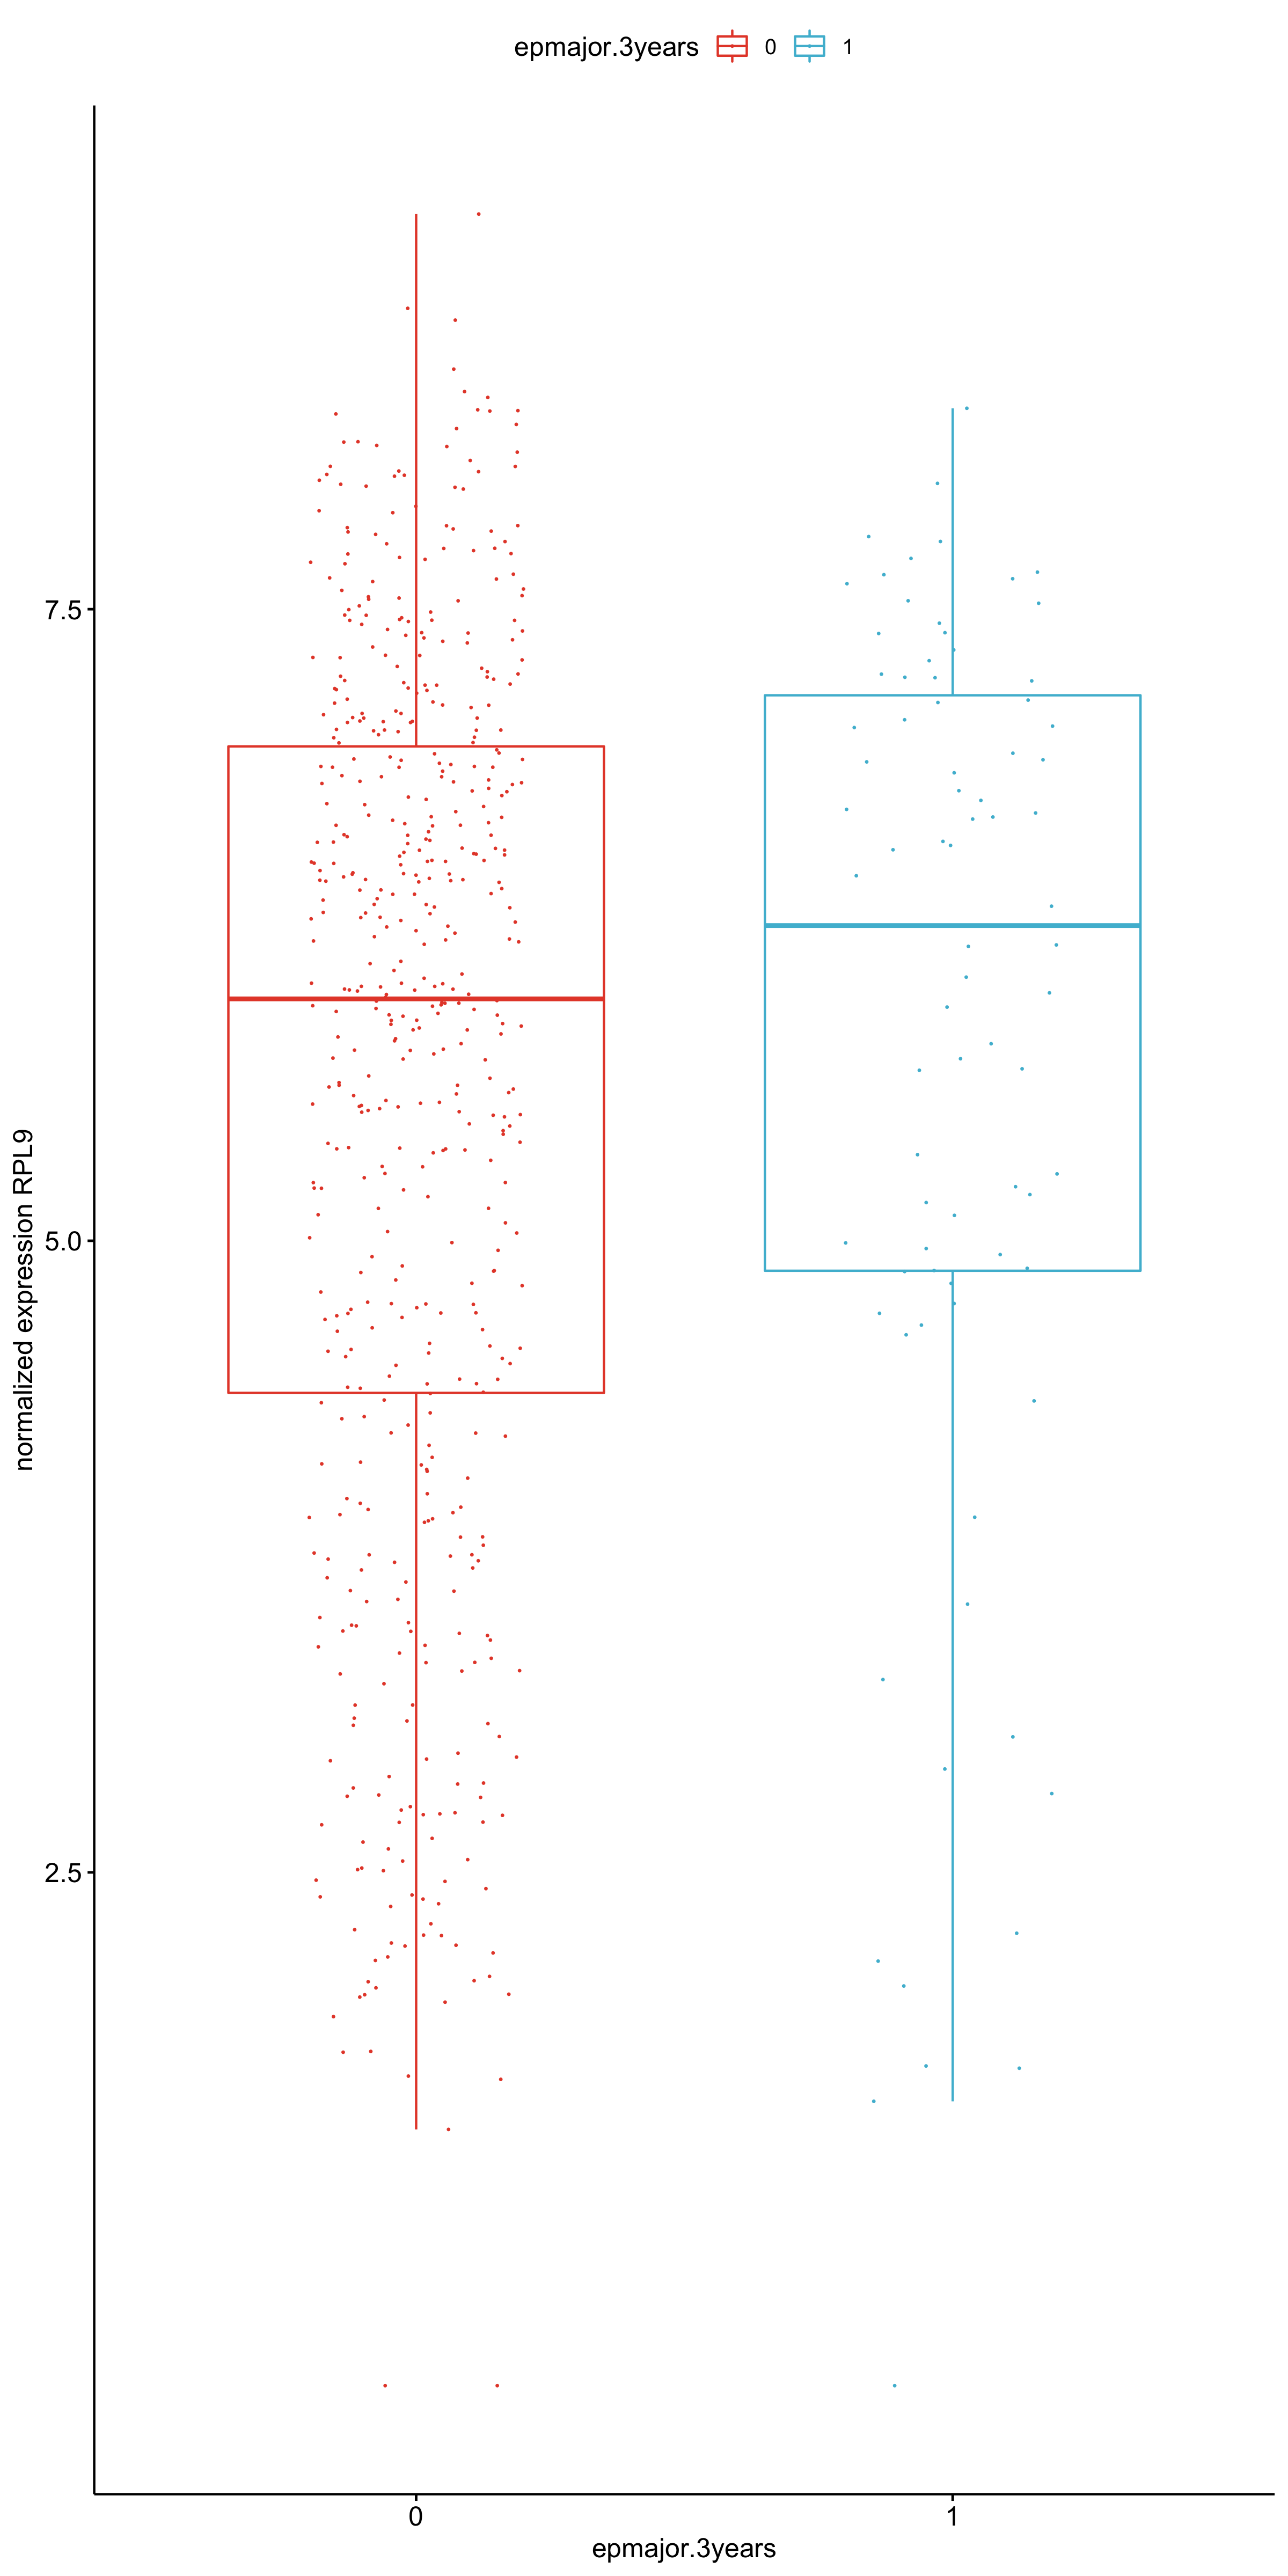 epmajor.3years 0 1
7.5
5.0
2.5
normalized expression RPL9
0 1
epmajor.3years